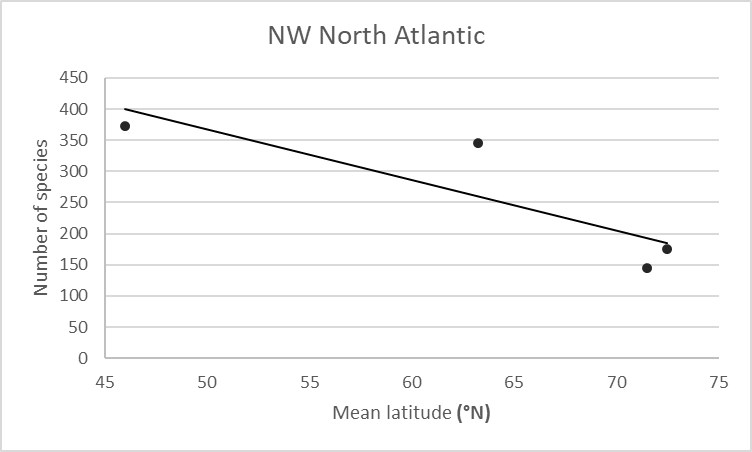 NW North Atlantic
Number of species
450
400
350
300
250
200
150
100
50
0
45 50 55 60 65 70 75
Mean latitude (°N)